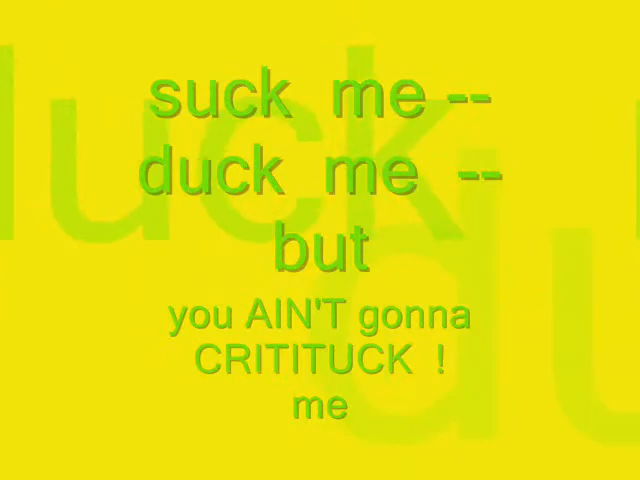 suck me --
duck me --
but
you AIN'T gonna
CRITITUCK !
me